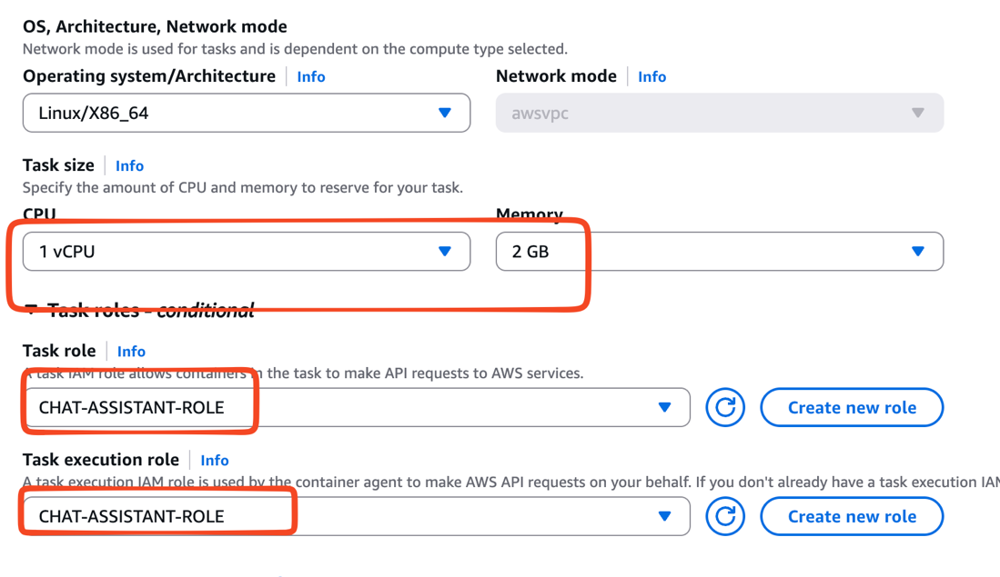 OS, Architecture, Network mode
Network mode is used for tasks and is dependent on the compute type selected.
Operating system/Architecture Info
Network mode Info
Linux/X86_64
awsvpc
Task size Info
Specify the amount of CPU and memory to reserve for your task.
CPU
Memory
1 vCPU
2 GB
Task roles - conditional
Task role Info
A task IAM role allows containers in the task to make API requests to AWS services.
CHAT-ASSISTANT-ROLE
Create new role
Task execution role Info
A task execution IAM role is used by the container agent to make AWS API requests on your behalf. If you don't already have a task execution IAM
CHAT-ASSISTANT-ROLE
Create new role